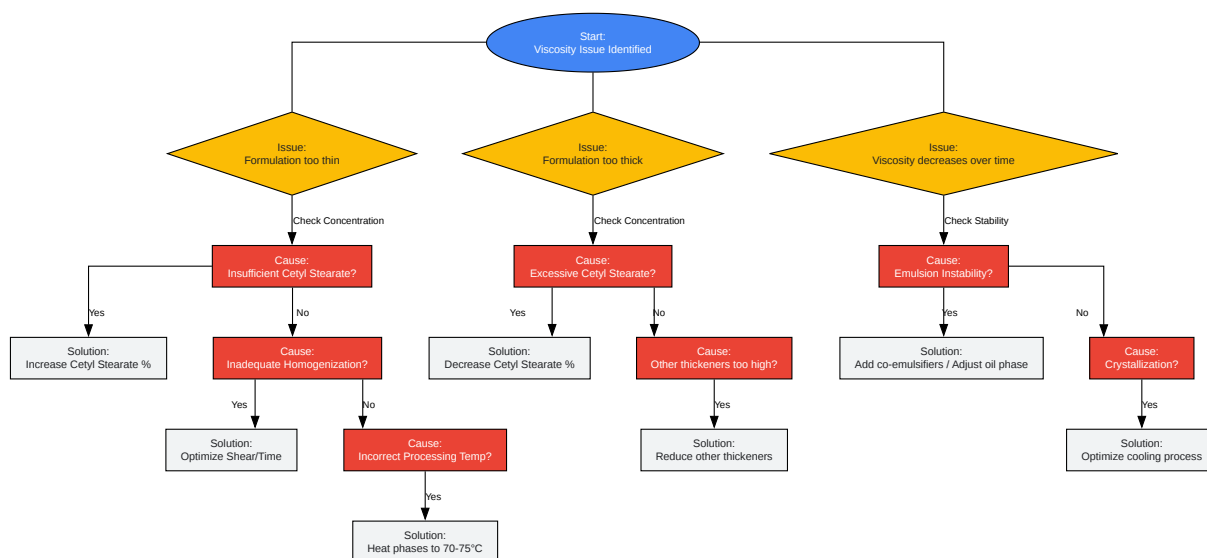 Start:
Viscosity Issue Identified
Issue:
Formulation too thin
Issue:
Formulation too thick
Issue:
Viscosity decreases over time
Check Concentration
Check Concentration
Check Stability
Cause:
Insufficient Cetyl Stearate?
Cause:
Excessive Cetyl Stearate?
Cause:
Emulsion Instability?
Yes
No
Yes
No
Yes
No
Solution:
Increase Cetyl Stearate %
Cause:
Inadequate Homogenization?
Solution:
Decrease Cetyl Stearate %
Cause:
Other thickeners too high?
Solution:
Add co-emulsifiers / Adjust oil phase
Cause:
Crystallization?
Yes
No
Yes
Yes
Solution:
Optimize Shear/Time
Cause:
Incorrect Processing Temp?
Solution:
Reduce other thickeners
Solution:
Optimize cooling process
Yes
Solution:
Heat phases to 70-75°C